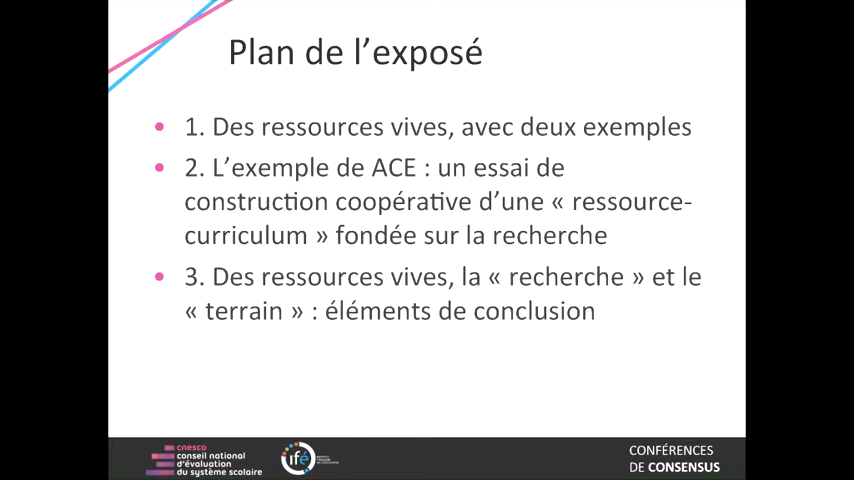 Plan de l’exposé
• 1. Des ressources vives, avec deux exemples
• 2. L’exemple de ACE : un essai de
construction coopérative d’une « ressource-
curriculum » fondée sur la recherche
• 3. Des ressources vives, la « recherche » et le
« terrain » : éléments de conclusion
cnesco
conseil national
d'évaluation
du système scolaire
ifé
CONFÉRENCES
DE CONSENSUS